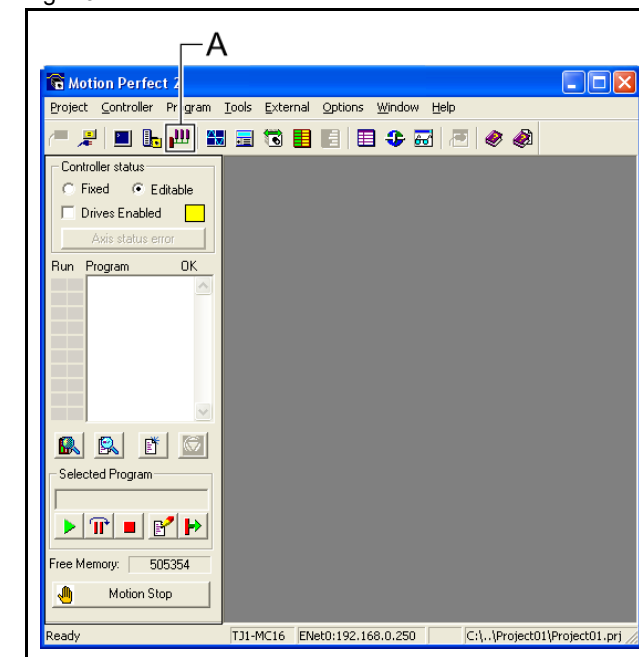 A
Motion Perfect 2
Project Controller Program Tools External Options Window Help
Controller status
Fixed Editable
Drives Enabled
Axis status error
Run Program OK
Selected Program
Free Memory: 505354
Motion Stop
Ready TJ1-MC16 ENet0:192.168.0.250 C:\..\Project01\Project01.prj